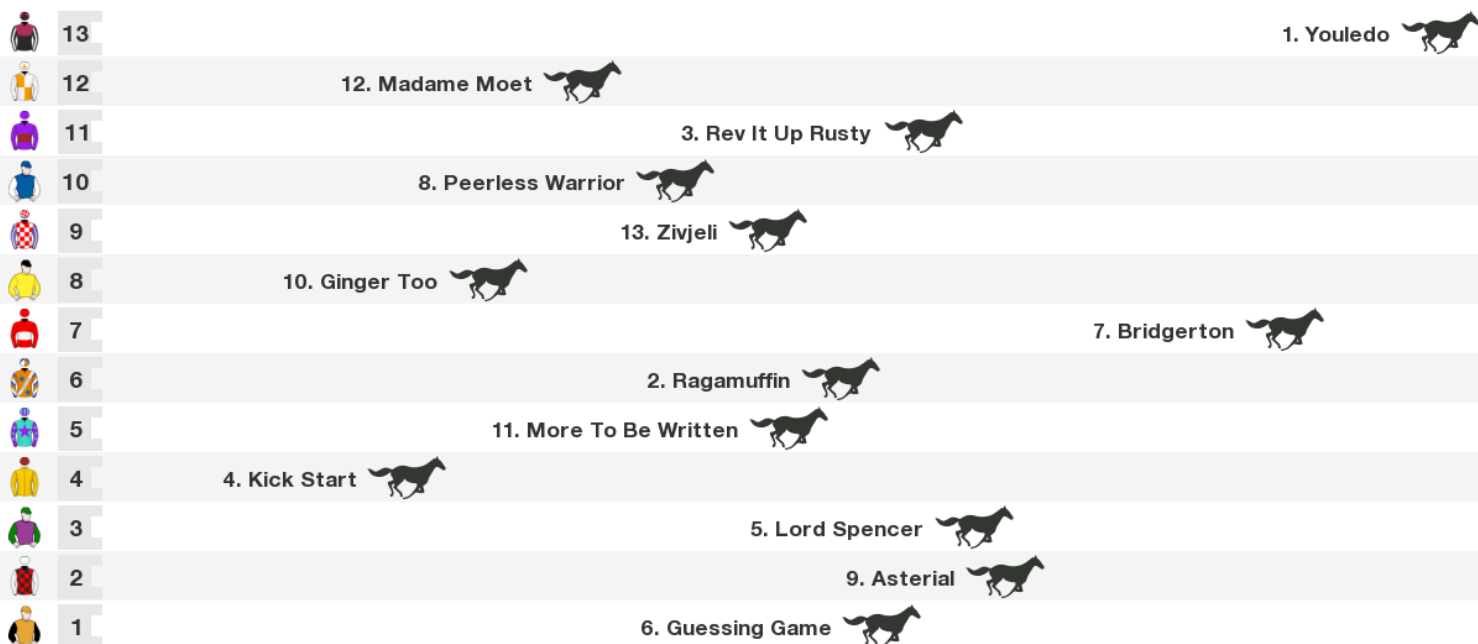 13 1. Youledo
12 12. Madame Moet
11 3. Rev It Up Rusty
10 8. Peerless Warrior
9 13. Zivjeli
8 10. Ginger Too
7 7. Bridgerton
6 2. Ragamuffin
5 11. More To Be Written
4 4. Kick Start
3 5. Lord Spencer
2 9. Asterial
1 6. Guessing Game